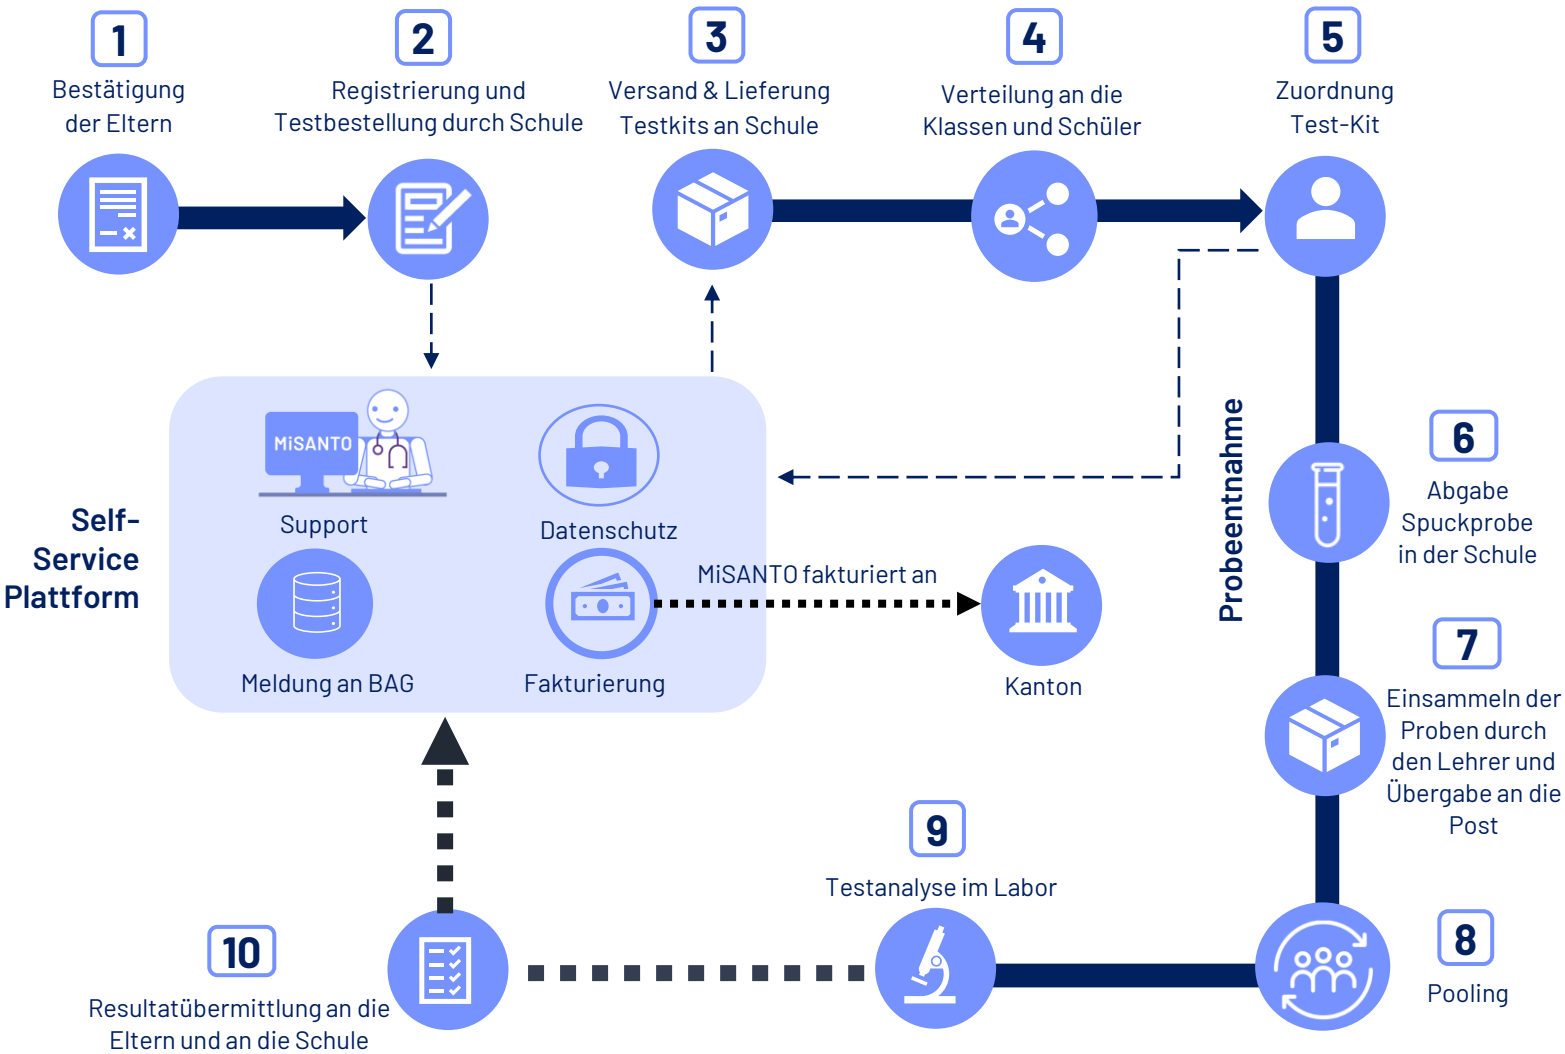 1
Bestätigung
der Eltern
2
Registrierung und
Testbestellung durch Schule
3
Versand & Lieferung
Testkits an Schule
4
Verteilung an die
Klassen und Schüler
5
Zuordnung
Test-Kit
Self-
Service
Plattform
MiSANTO
Support
Datenschutz
Meldung an BAG
Fakturierung
MiSANTO fakturiert an
Kanton
Probeentnahme
6
Abgabe
Spuckprobe
in der Schule
7
Einsammeln der
Proben durch
den Lehrer und
Übergabe an die
Post
8
Pooling
9
Testanalyse im Labor
10
Resultatübermittlung an die
Eltern und an die Schule